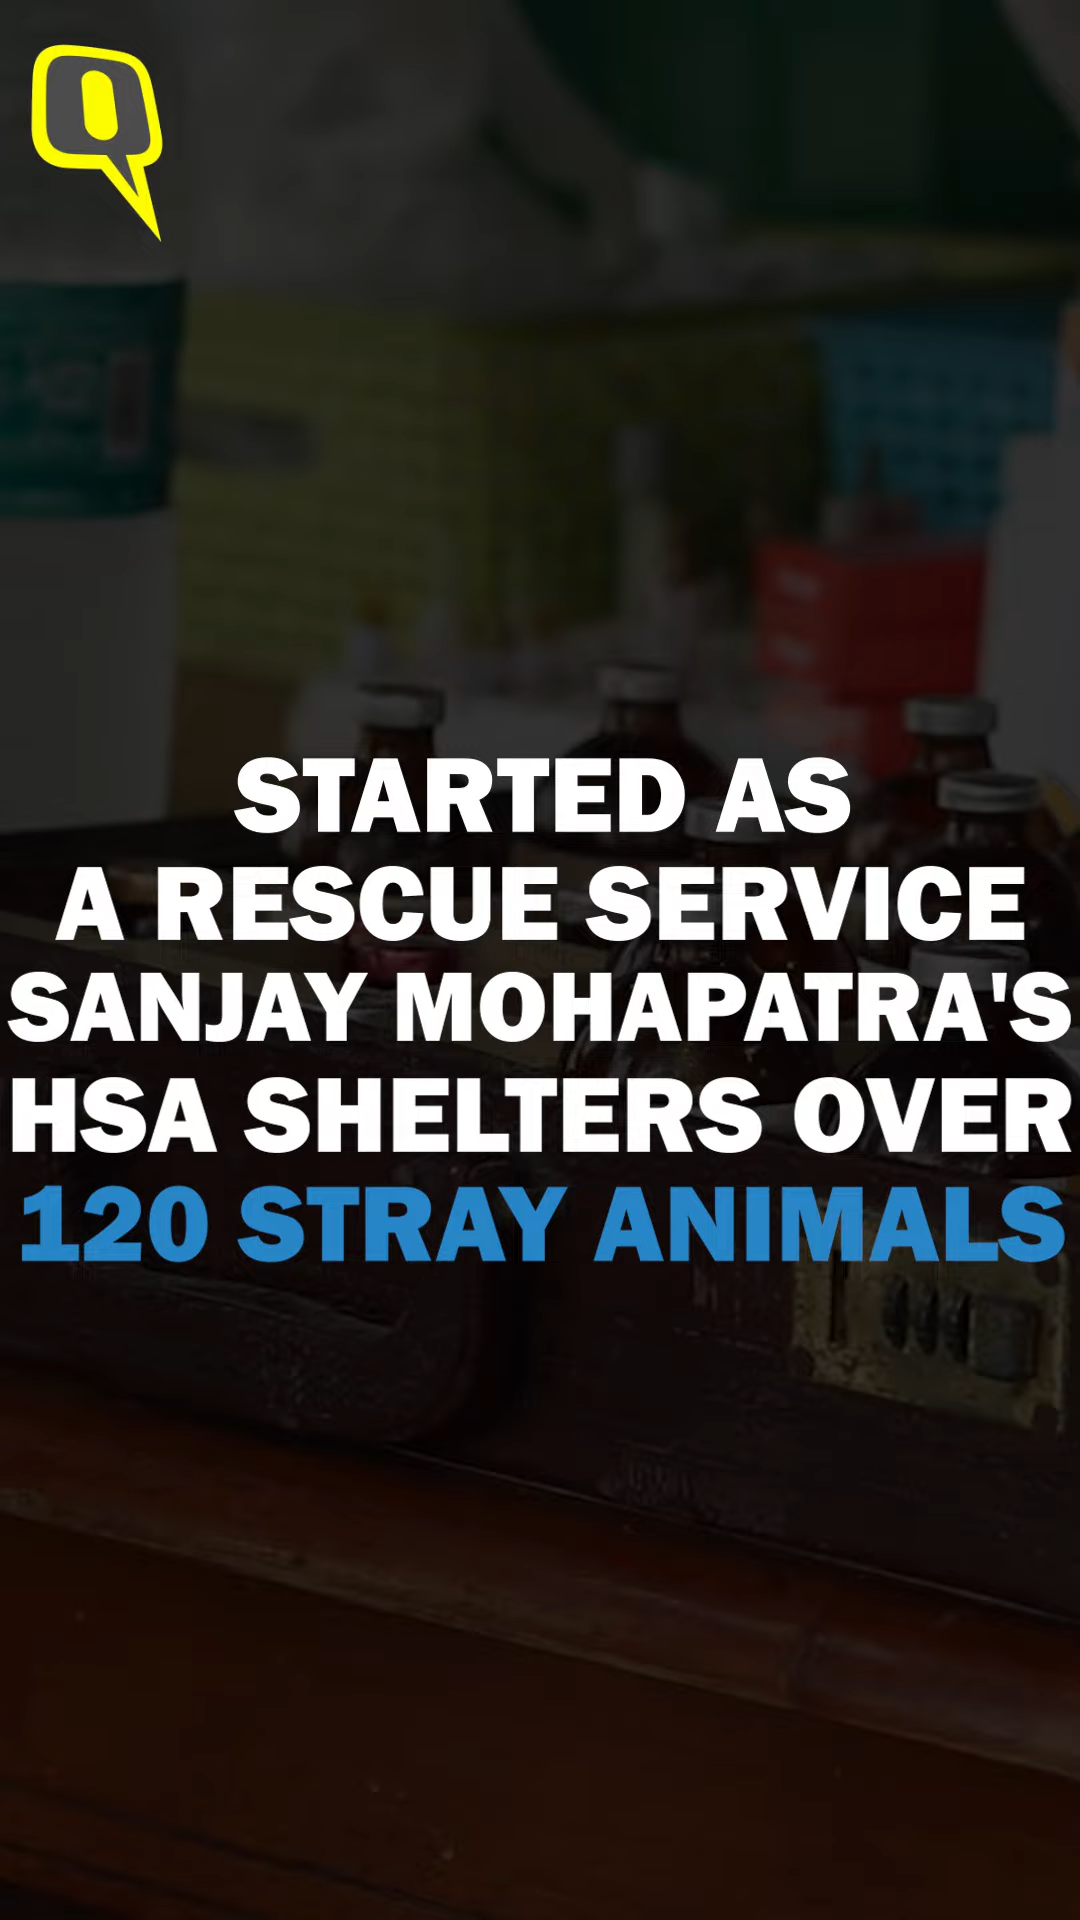 STARTED AS
A RESCUE SERVICE
SANJAY MOHAPATRA'S
HSA SHELTERS OVER
120 STRAY ANIMALS